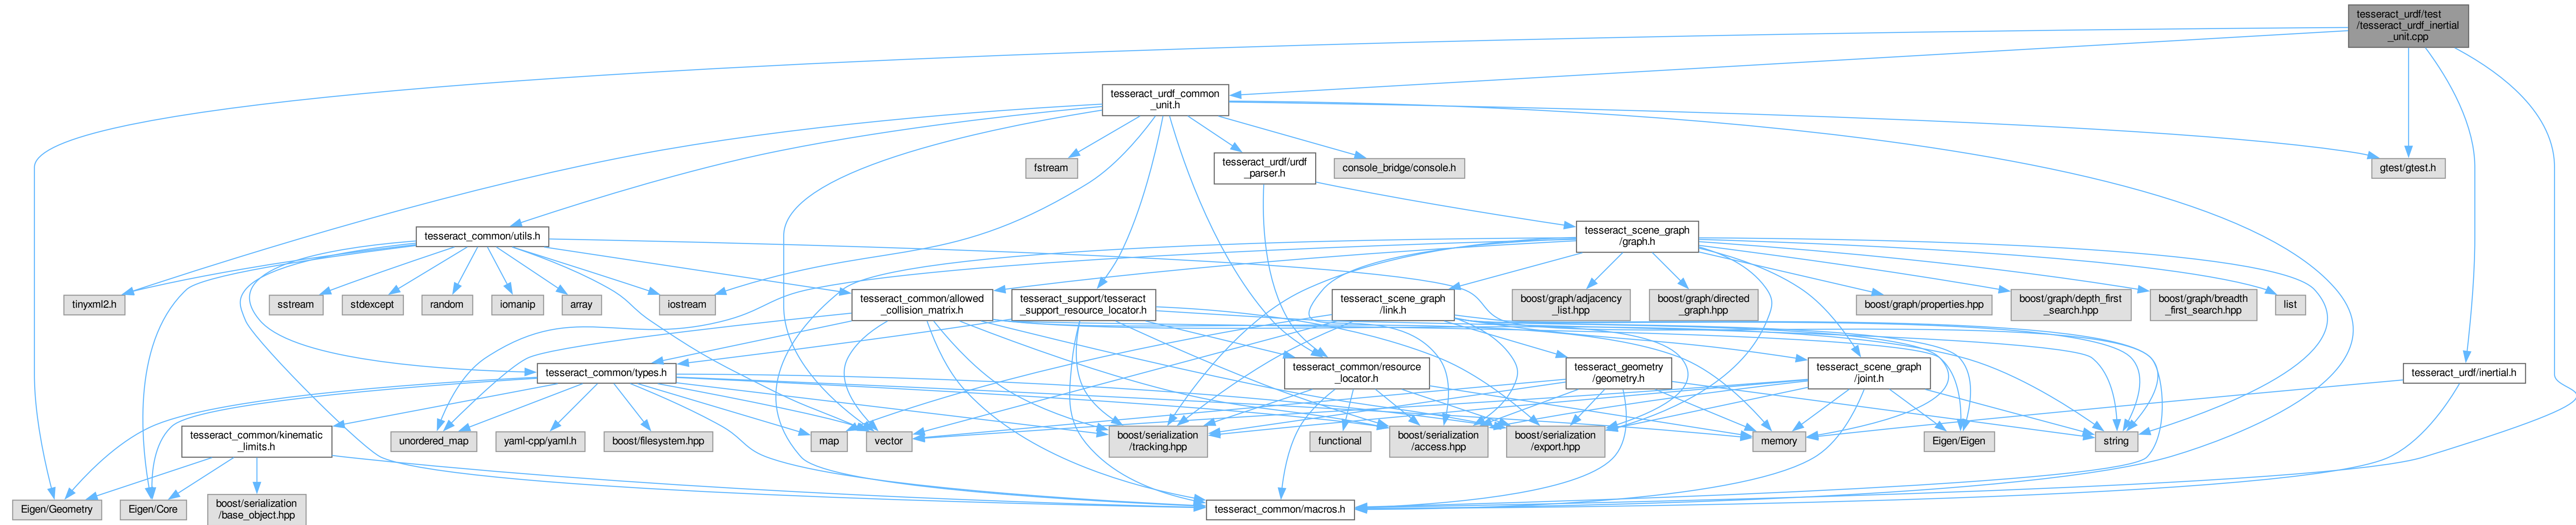 tesseract_urdf/test
/tesseract_urdf_inertial
_unit.cpp
tesseract_urdf_common
_unit.h
fstream
tesseract_urdf/urdf
_parser.h
console_bridge/console.h
gtest/gtest.h
tesseract_common/utils.h
tesseract_scene_graph
/graph.h
tinyxml2.h
sstream
stdexcept
random
iomanip
array
iostream
tesseract_common/allowed
_collision_matrix.h
tesseract_support/tesseract
_support_resource_locator.h
tesseract_scene_graph
/link.h
boost/graph/adjacency
_list.hpp
boost/graph/directed
_graph.hpp
boost/graph/properties.hpp
boost/graph/depth_first
_search.hpp
boost/graph/breadth
_first_search.hpp
list
tesseract_common/types.h
tesseract_common/resource
_locator.h
tesseract_geometry
/geometry.h
tesseract_scene_graph
/joint.h
tesseract_urdf/inertial.h
tesseract_common/kinematic
_limits.h
unordered_map
yaml-cpp/yaml.h
boost/filesystem.hpp
map
vector
boost/serialization
/tracking.hpp
functional
boost/serialization
/access.hpp
boost/serialization
/export.hpp
memory
Eigen/Eigen
string
Eigen/Geometry
Eigen/Core
boost/serialization
/base_object.hpp
tesseract_common/macros.h